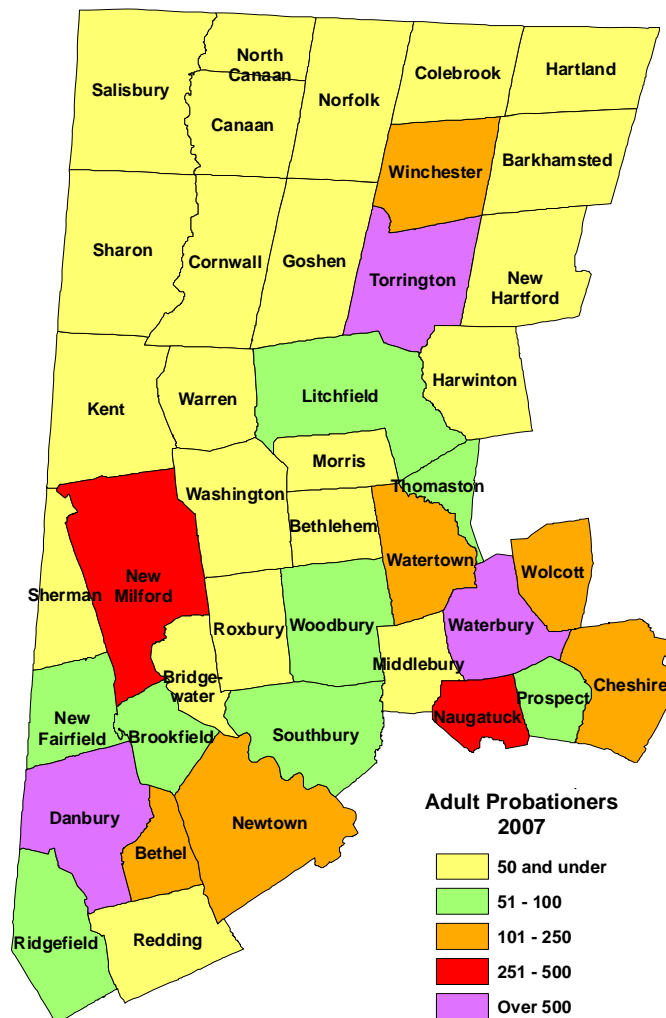 North
Canaan
Colebrook
Hartland
Salisbury
Norfolk
Canaan
Winchester
Barkhamsted
Sharon
Cornwall
Goshen
Torrington
New
Hartford
Kent
Warren
Litchfield
Harwinton
Morris
Thomaston
Washington
Bethlehem
Watertown
Wolcott
Sherman
New
Milford
Roxbury
Woodbury
Waterbury
Middlebury
Bridge-
water
Cheshire
Prospect
Naugatuck
New
Fairfield
Brookfield
Southbury
Danbury
Newtown
Bethel
Ridgefield
Redding
Adult Probationers
2007
50 and under
51 - 100
101 - 250
251 - 500
Over 500